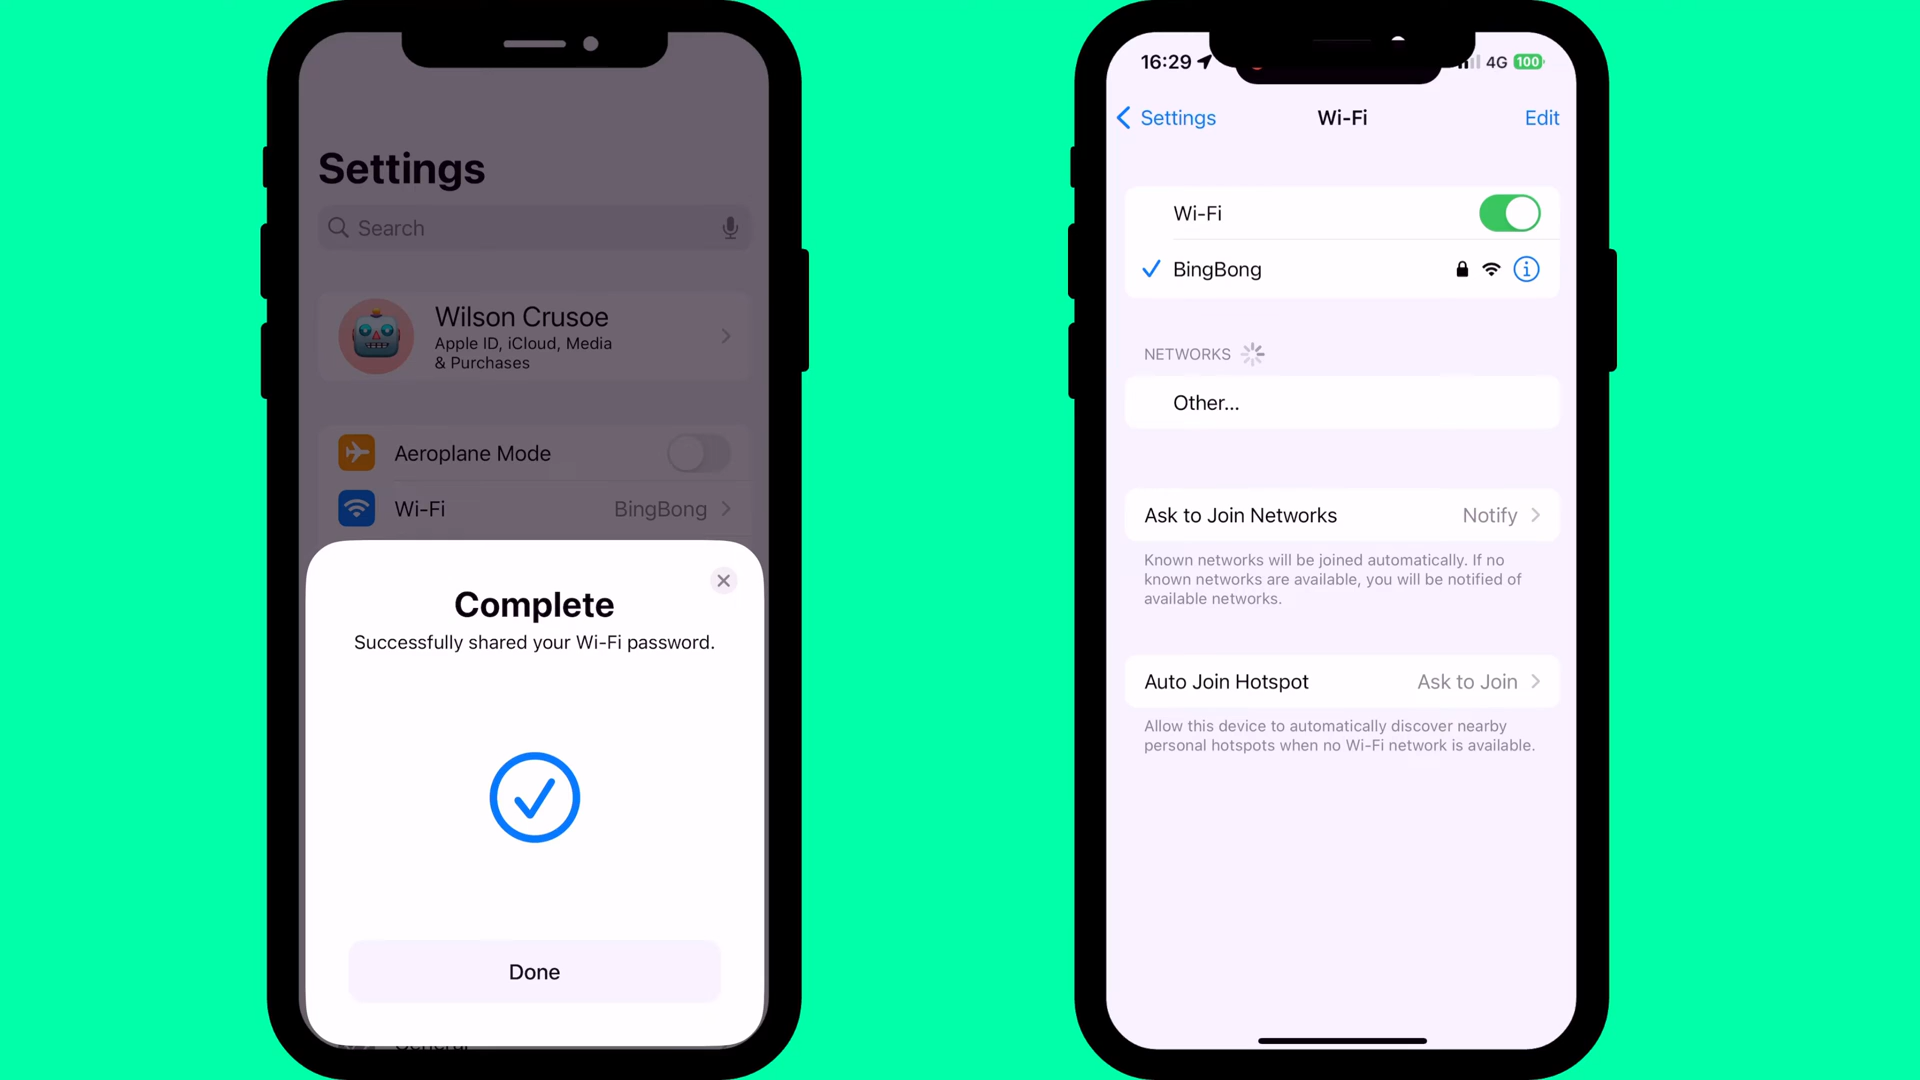 Settings
Search
Wilson Crusoe
Apple ID, iCloud, Media
& Purchases
Aeroplane Mode
Wi-Fi BingBong
Complete
Successfully shared your Wi-Fi password.
Done
16:29 4G 100
Settings Wi-Fi Edit
Wi-Fi
BingBong
NETWORKS
Other...
Ask to Join Networks Notify
Known networks will be joined automatically. If no
known networks are available, you will be notified of
available networks.
Auto Join Hotspot Ask to Join
Allow this device to automatically discover nearby
personal hotspots when no Wi-Fi network is available.